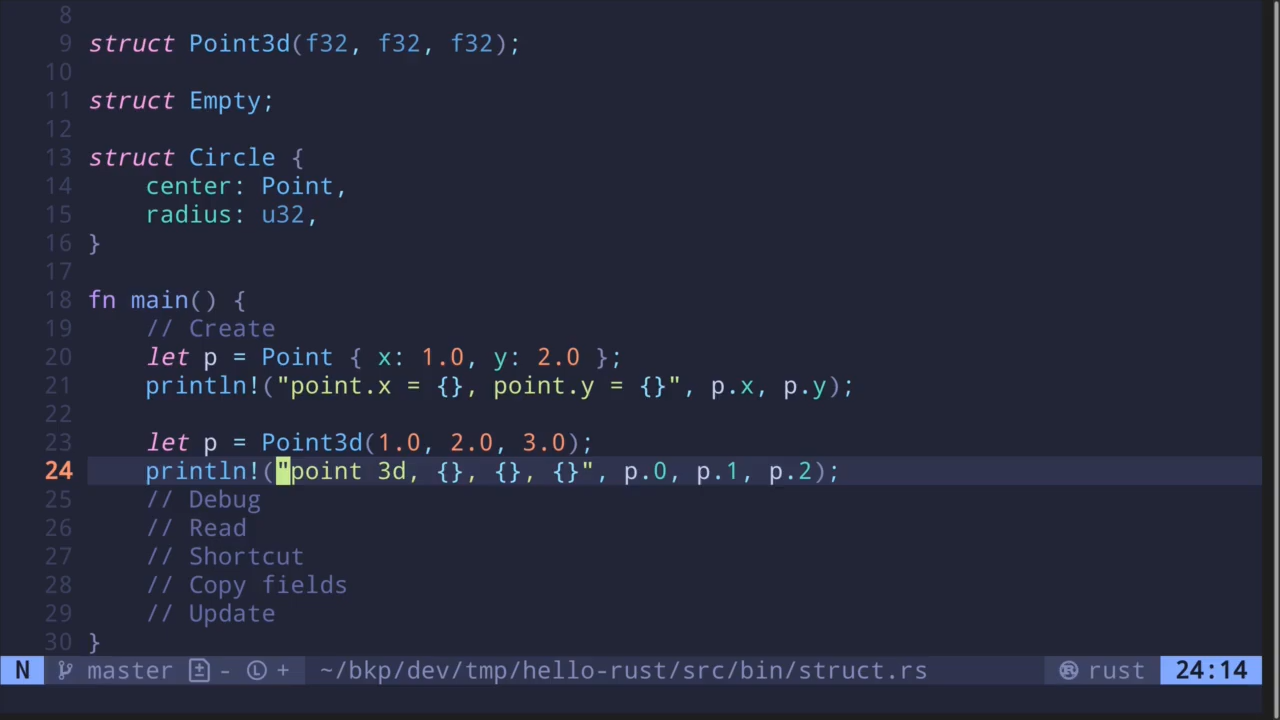 8
9 struct Point3d(f32, f32, f32);
10
11 struct Empty;
12
13 struct Circle {
14     center: Point,
15     radius: u32,
16 }
17
18 fn main() {
19     // Create
20     let p = Point { x: 1.0, y: 2.0 };
21     println!("point.x = {}, point.y = {}", p.x, p.y);
22
23     let p = Point3d(1.0, 2.0, 3.0);
24     println!("point 3d, {}, {}, {}", p.0, p.1, p.2);
25     // Debug
26     // Read
27     // Shortcut
28     // Copy fields
29     // Update
30 }
N master - L + ~/bkp/dev/tmp/hello-rust/src/bin/struct.rs rust 24:14